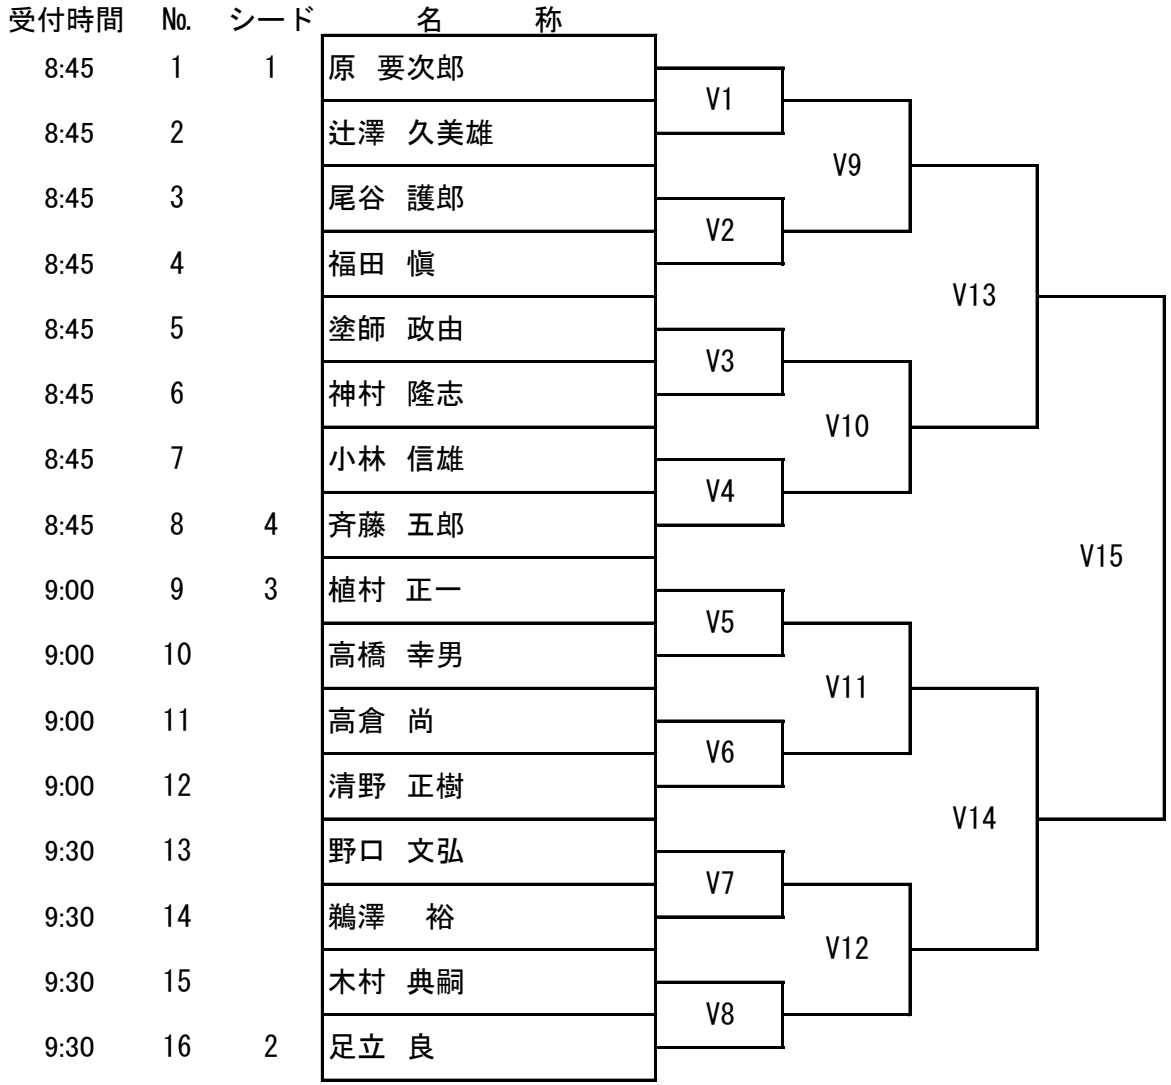 受付時間 №. シード 名 称
8:45 1 1 原 要次郎
V1
8:45 2 辻澤 久美雄
V9
8:45 3 尾谷 護郎
V2
8:45 4 福田 愼
V13
8:45 5 塗師 政由
V3
8:45 6 神村 隆志
V10
8:45 7 小林 信雄
V4
8:45 8 4 斉藤 五郎
V15
9:00 9 3 植村 正一
V5
9:00 10 高橋 幸男
V11
9:00 11 高倉 尚
V6
9:00 12 清野 正樹
V14
9:30 13 野口 文弘
V7
9:30 14 鵜澤 裕
V12
9:30 15 木村 典嗣
V8
9:30 16 2 足立 良